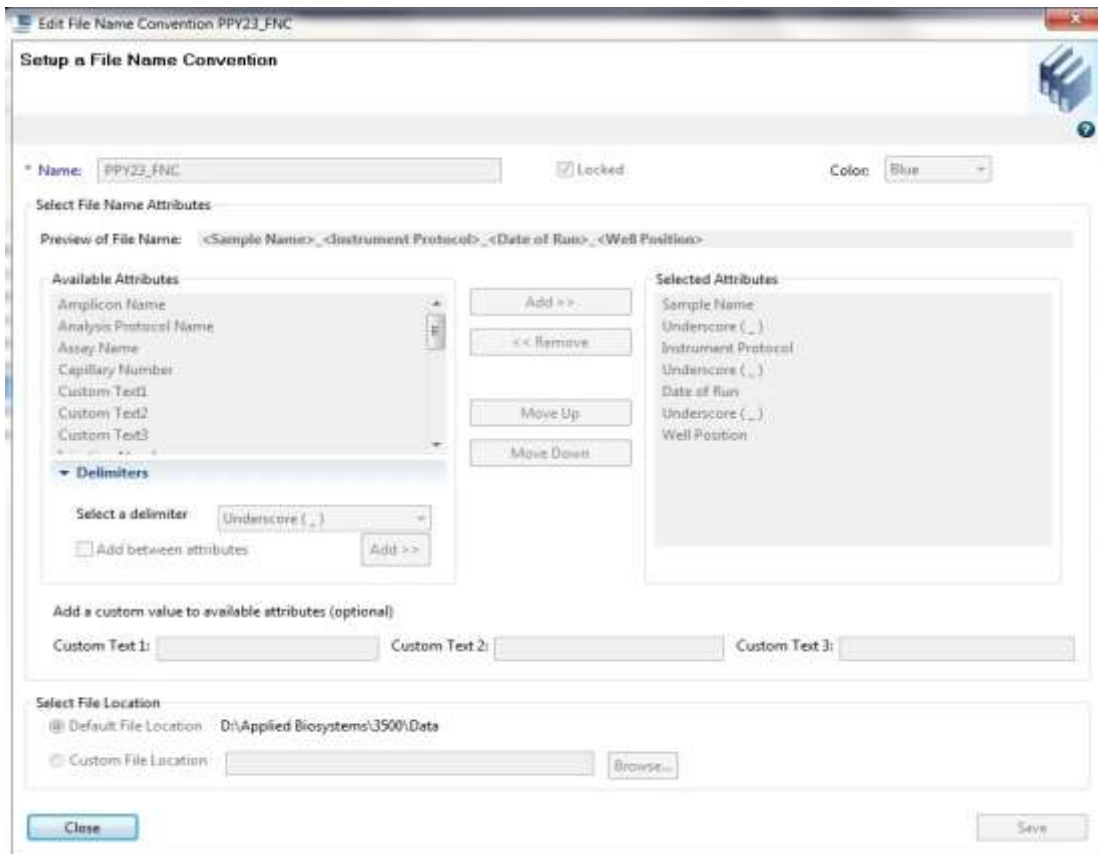 Edit File Name Convention PPY23_FNC
Setup a File Name Convention
* Name: PPY23_FNC Locked Color: Blue
Select File Name Attributes
Preview of File Name: <Sample Name>_<Instrument Protocol>_<Date of Run>_<Well Position>
Available Attributes
Amplicon Name
Analysis Protocol Name
Assay Name
Capillary Number
Custom Text1
Custom Text2
Custom Text3
Delimiters
Select a delimiter Underscore ( _ )
Add between attributes Add >>
Add >>
<< Remove
Move Up
Move Down
Selected Attributes
Sample Name
Underscore ( _ )
Instrument Protocol
Underscore ( _ )
Date of Run
Underscore ( _ )
Well Position
Add a custom value to available attributes (optional)
Custom Text 1: Custom Text 2: Custom Text 3:
Select File Location
Default File Location D:\Applied Biosystems\3500\Data
Custom File Location Browse...
Close Save